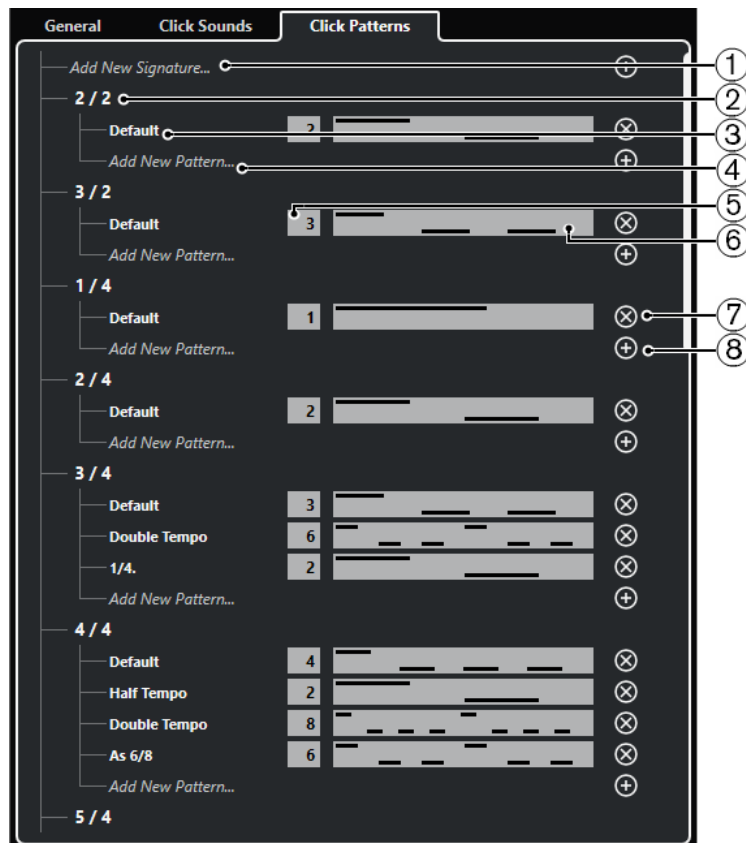 General Click Sounds Click Patterns
Add New Signature... 1
2 / 2 2
Default 2 3
Add New Pattern... 4
3 / 2 5
Default 3 6
Add New Pattern...
1 / 4
Default 1 7
Add New Pattern... 8
2 / 4
Default 2
Add New Pattern...
3 / 4
Default 3
Double Tempo 6
1/4. 2
Add New Pattern...
4 / 4
Default 4
Half Tempo 2
Double Tempo 8
As 6/8 6
Add New Pattern...
5 / 4